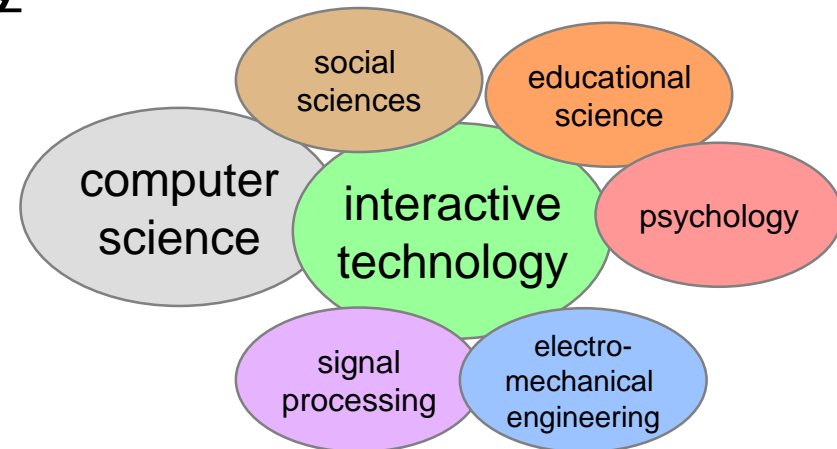 social
sciences
educational
science
computer
science
interactive
technology
psychology
signal
processing
electro-
mechanical
engineering